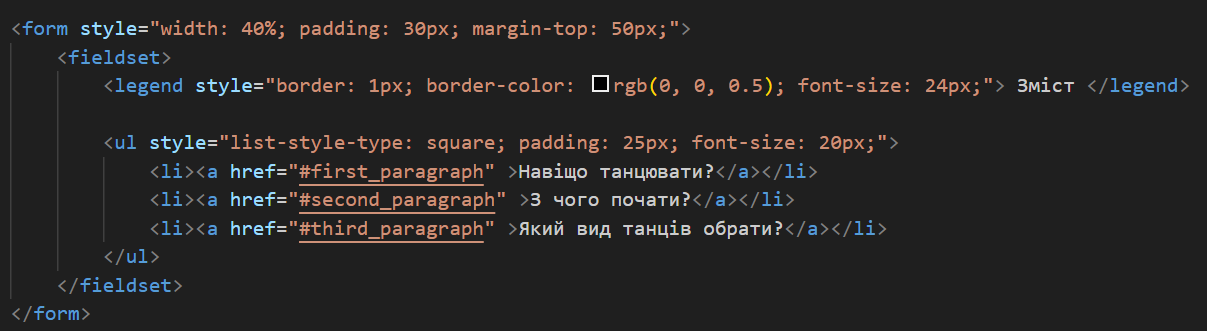 <form style="width: 40%; padding: 30px; margin-top: 50px;">
<fieldset>
<legend style="border: 1px; border-color: rgb(0, 0, 0.5); font-size: 24px;"> Зміст </legend>
<ul style="list-style-type: square; padding: 25px; font-size: 20px;">
<li><a href="#first_paragraph" >Навіщо танцювати?</a></li>
<li><a href="#second_paragraph" >З чого почати?</a></li>
<li><a href="#third_paragraph" >Який вид танців обрати?</a></li>
</ul>
</fieldset>
</form>